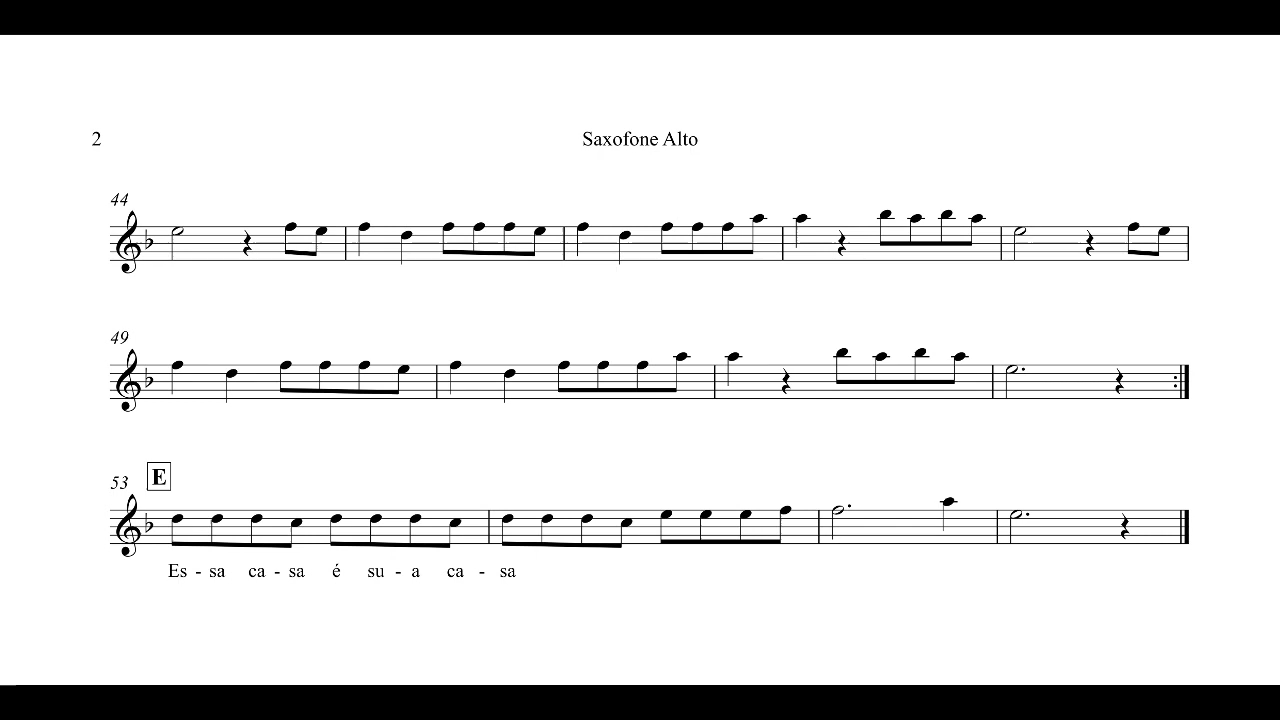 2 Saxofone Alto
44
49
53 E
Es - sa ca - sa é su - a ca - sa